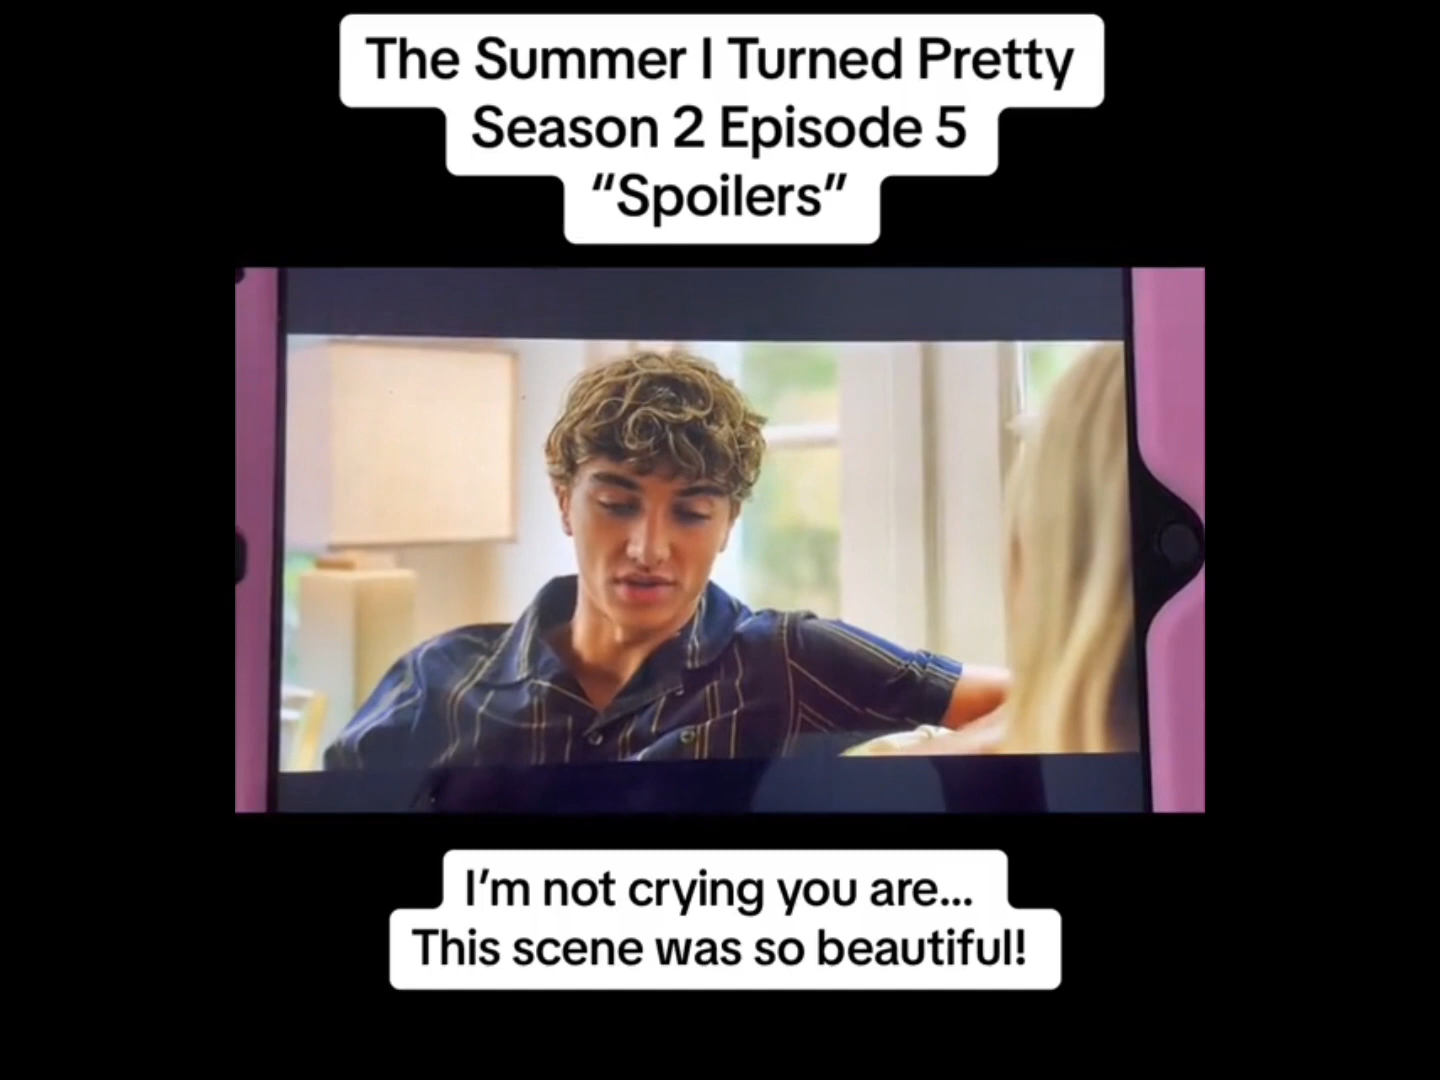 The Summer I Turned Pretty
Season 2 Episode 5
“Spoilers”
I’m not crying you are...
This scene was so beautiful!